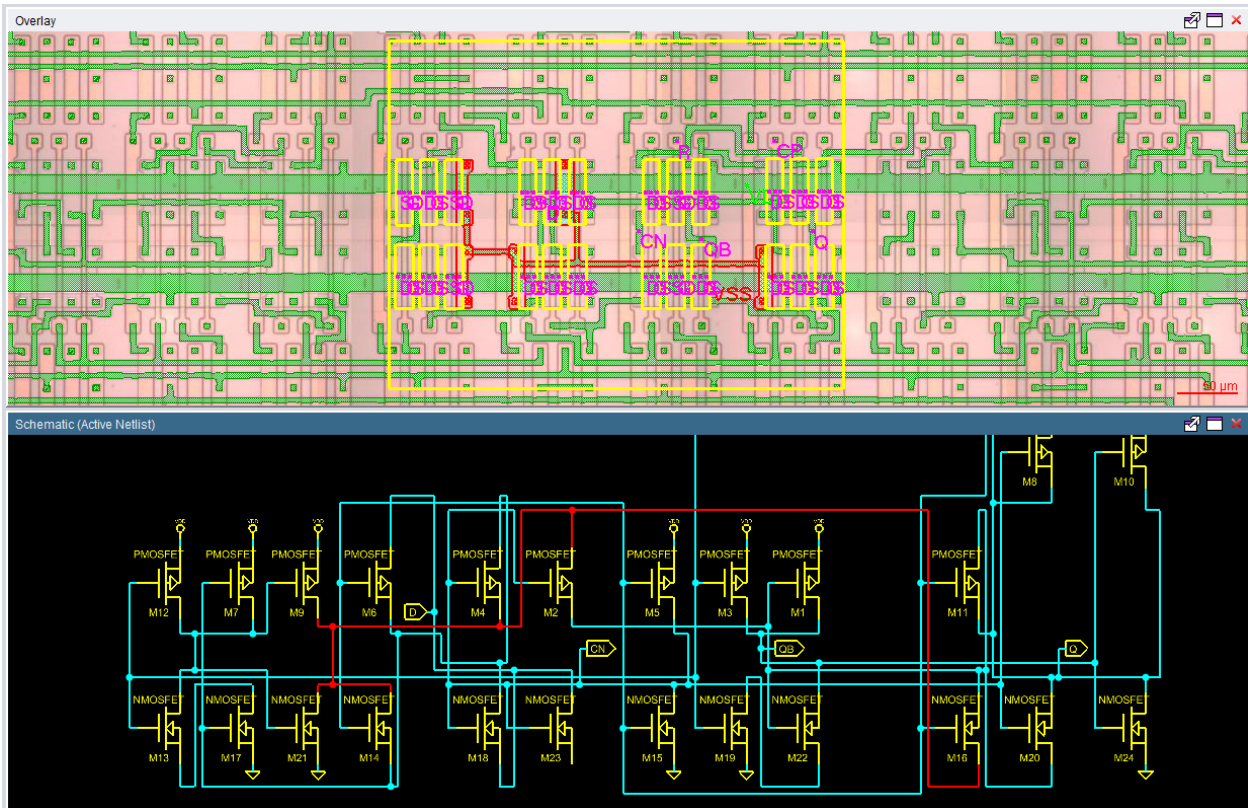 Overlay
R
CP
CN
QB
Q
VSS
50 µm
Schematic (Active Netlist)
M8
M10
PMOSFET
PMOSFET
PMOSFET
PMOSFET
PMOSFET
PMOSFET
PMOSFET
PMOSFET
PMOSFET
PMOSFET
M12
M7
M9
M6
D
M4
M2
M5
M3
M1
M11
CN
QB
Q
NMOSFET
NMOSFET
NMOSFET
NMOSFET
NMOSFET
NMOSFET
NMOSFET
NMOSFET
NMOSFET
NMOSFET
NMOSFET
NMOSFET
M13
M17
M21
M14
M18
M23
M15
M19
M22
M16
M20
M24